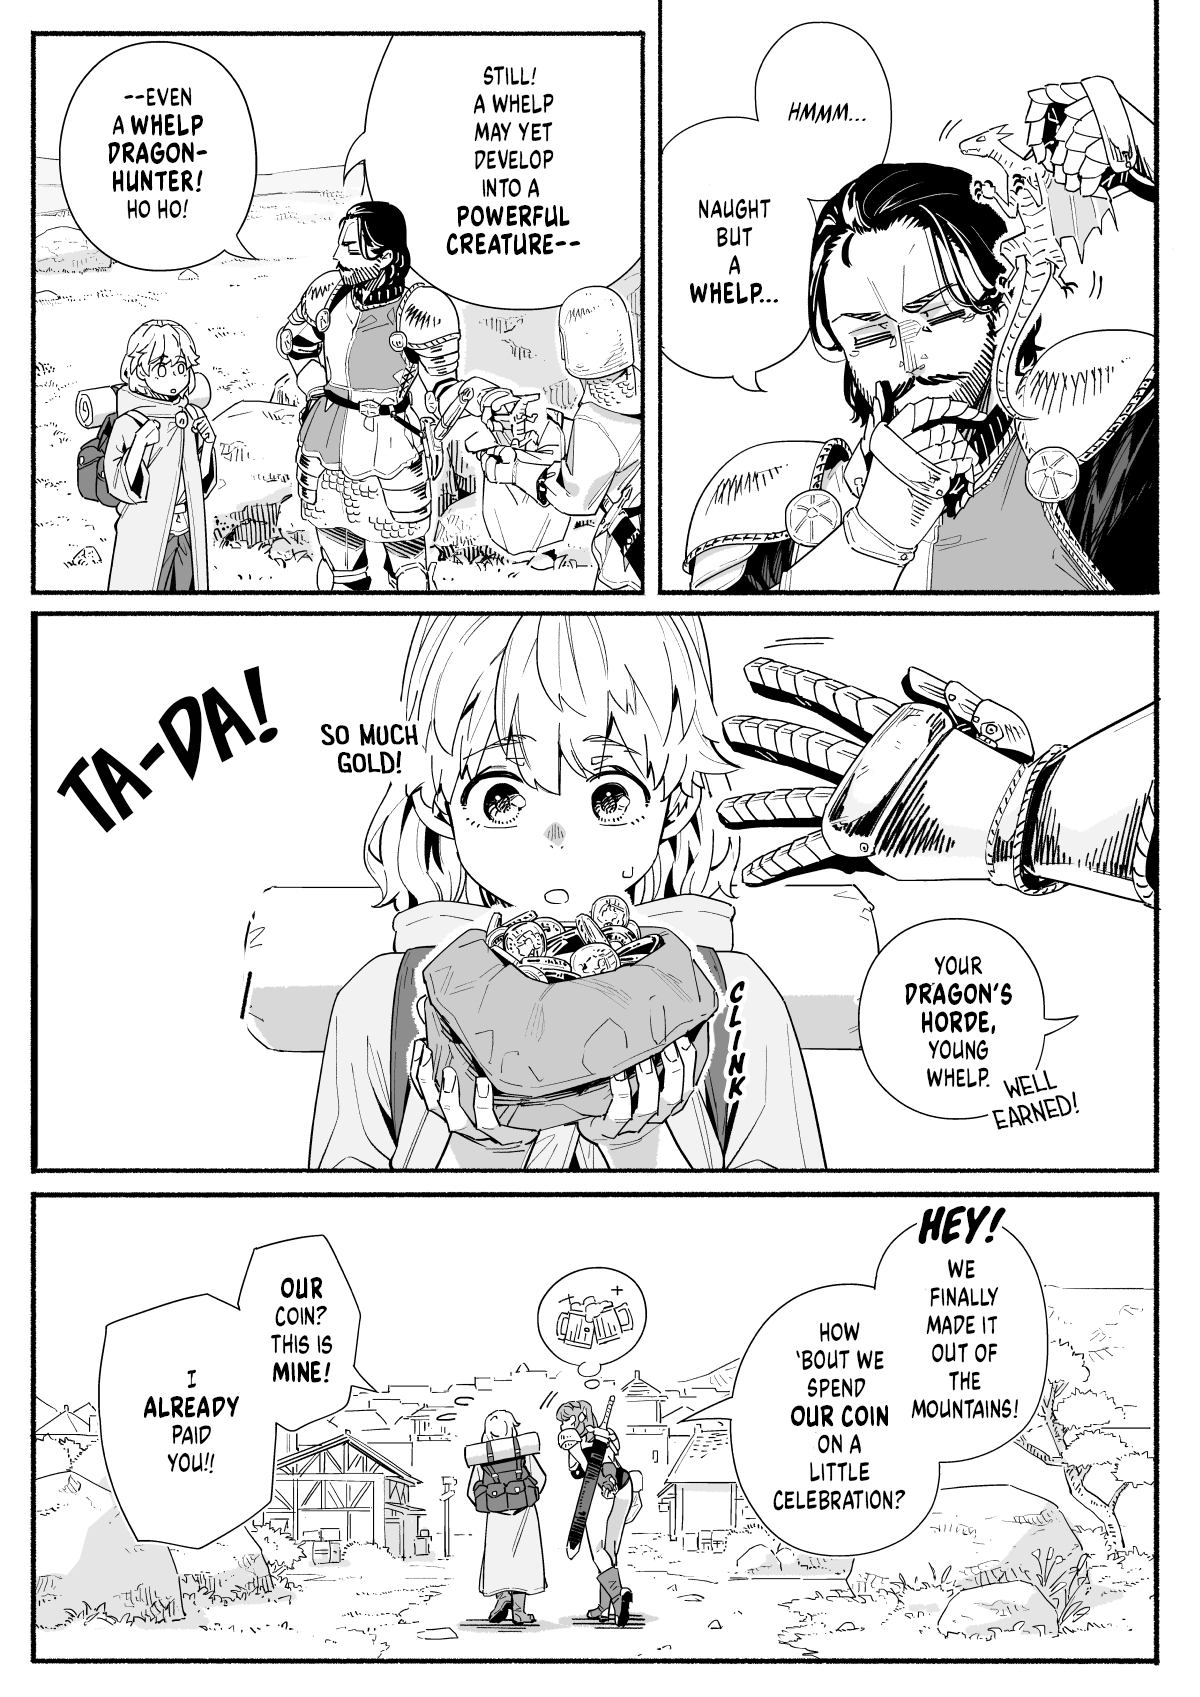 HMMM...
NAUGHT
BUT
A
WHELP...
STILL!
A WHELP
MAY YET
DEVELOP
INTO A
POWERFUL
CREATURE--
--EVEN
A WHELP
DRAGON-
HUNTER!
HO HO!
TA-DA!
SO MUCH
GOLD!
CLINK
YOUR
DRAGON'S
HORDE,
YOUNG
WHELP.
WELL
EARNED!
HEY!
WE
FINALLY
MADE IT
OUT OF
THE
MOUNTAINS!
HOW
'BOUT WE
SPEND
OUR COIN
ON A
LITTLE
CELEBRATION?
OUR
COIN?
THIS IS
MINE!
I
ALREADY
PAID
YOU!!